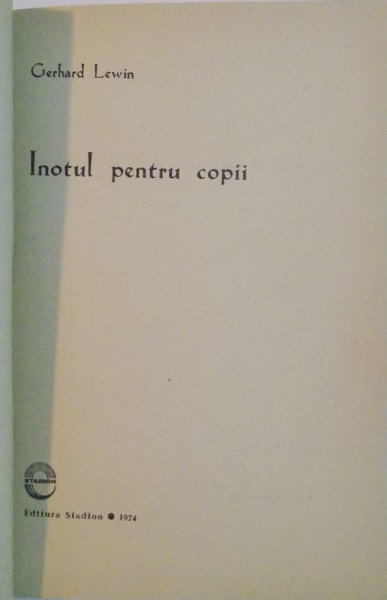 Gerhard Lewin
Inotul pentru copii
STADION
Editura Stadion ● 1974